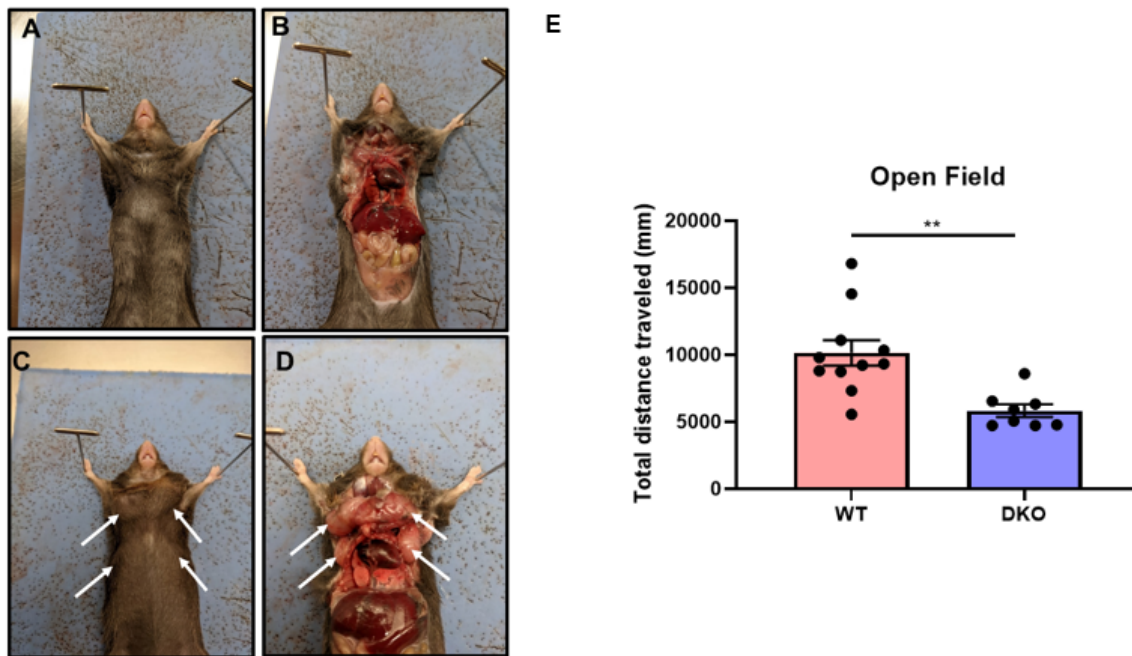 A
B
E
Open Field
Total distance traveled (mm)
20000
**
15000
10000
5000
0
WT
DKO
C
D